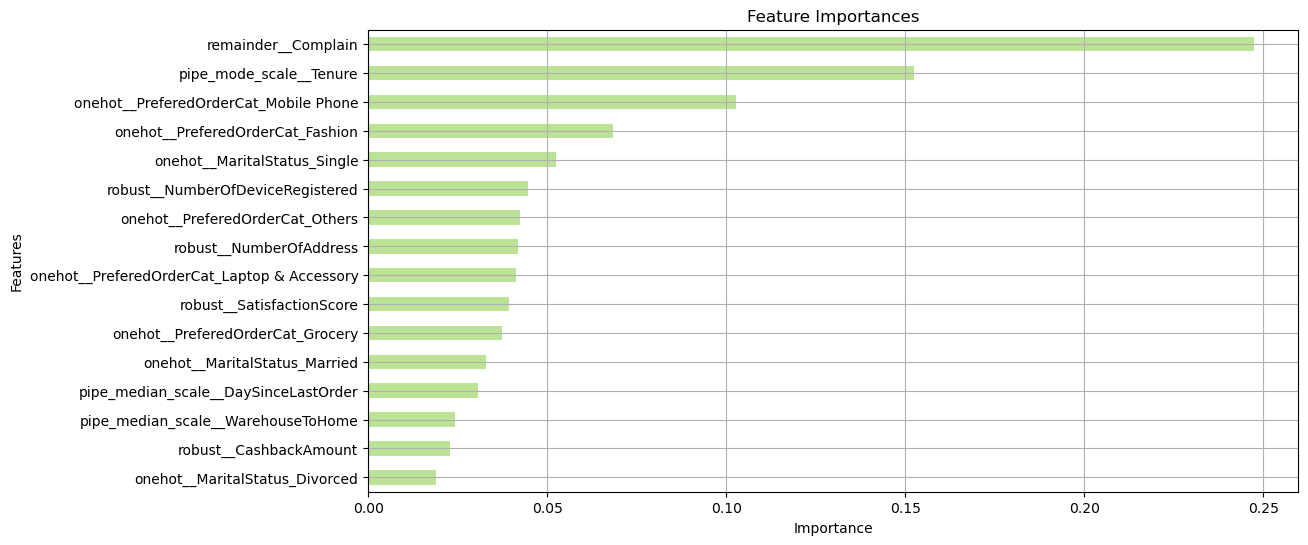 Feature Importances
remainder__Complain
pipe_mode_scale__Tenure
onehot__PreferedOrderCat_Mobile Phone
onehot__PreferedOrderCat_Fashion
onehot__MaritalStatus_Single
robust__NumberOfDeviceRegistered
onehot__PreferedOrderCat_Others
robust__NumberOfAddress
onehot__PreferedOrderCat_Laptop & Accessory
robust__SatisfactionScore
onehot__PreferedOrderCat_Grocery
onehot__MaritalStatus_Married
pipe_median_scale__DaySinceLastOrder
pipe_median_scale__WarehouseToHome
robust__CashbackAmount
onehot__MaritalStatus_Divorced
Features
0.00 0.05 0.10 0.15 0.20 0.25
Importance